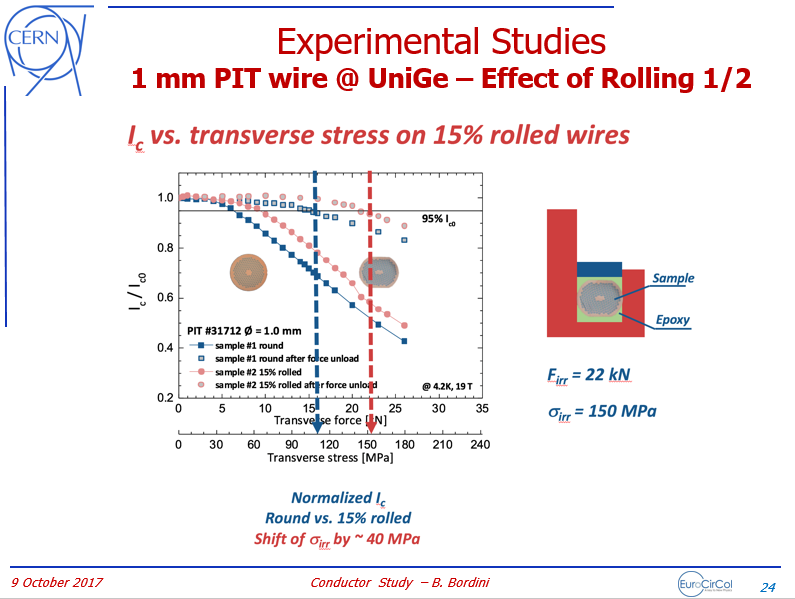 CERN
Experimental Studies
1 mm PIT wire @ UniGe – Effect of Rolling 1/2
Ic vs. transverse stress on 15% rolled wires
1.0
0.8
0.6
0.4
0.2
Ic / Ic0
95% Ic0
PIT #31712 Ø = 1.0 mm
sample #1 round
sample #1 round after force unload
sample #2 15% rolled
sample #2 15% rolled after force unload
@ 4.2K, 19 T
0 5 10 15 20 25 30 35
Transverse force [kN]
0 30 60 90 120 150 180 210 240
Transverse stress [MPa]
Sample
Epoxy
Firr = 22 kN
σirr = 150 MPa
Normalized Ic
Round vs. 15% rolled
Shift of σirr by ~ 40 MPa
9 October 2017
Conductor Study – B. Bordini
EuroCirCol
24